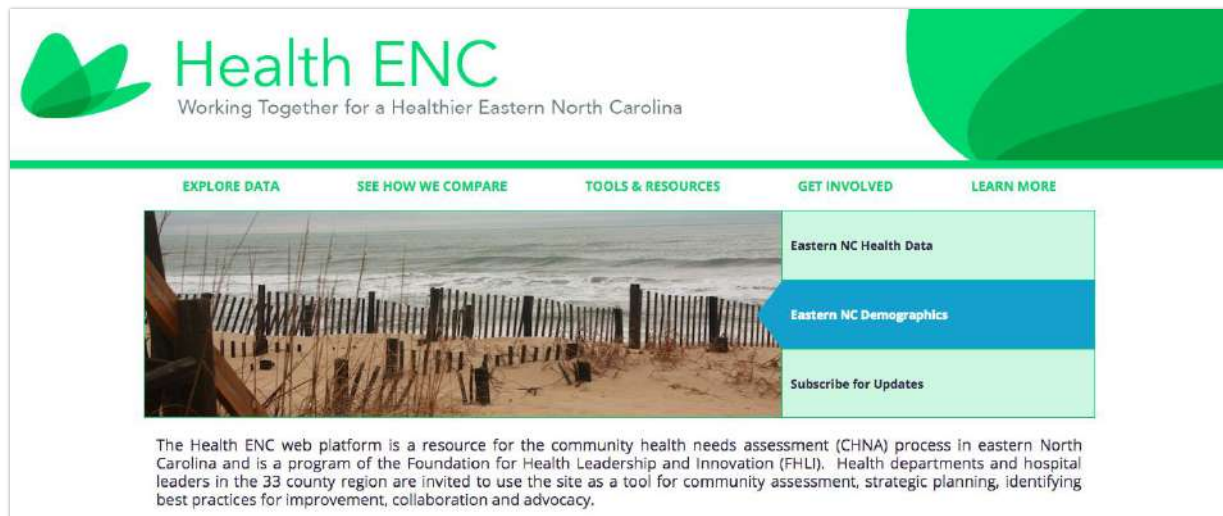 Health ENC
Working Together for a Healthier Eastern North Carolina
EXPLORE DATA SEE HOW WE COMPARE TOOLS & RESOURCES GET INVOLVED LEARN MORE
Eastern NC Health Data
Eastern NC Demographics
Subscribe for Updates
The Health ENC web platform is a resource for the community health needs assessment (CHNA) process in eastern North
Carolina and is a program of the Foundation for Health Leadership and Innovation (FHLI). Health departments and hospital
leaders in the 33 county region are invited to use the site as a tool for community assessment, strategic planning, identifying
best practices for improvement, collaboration and advocacy.